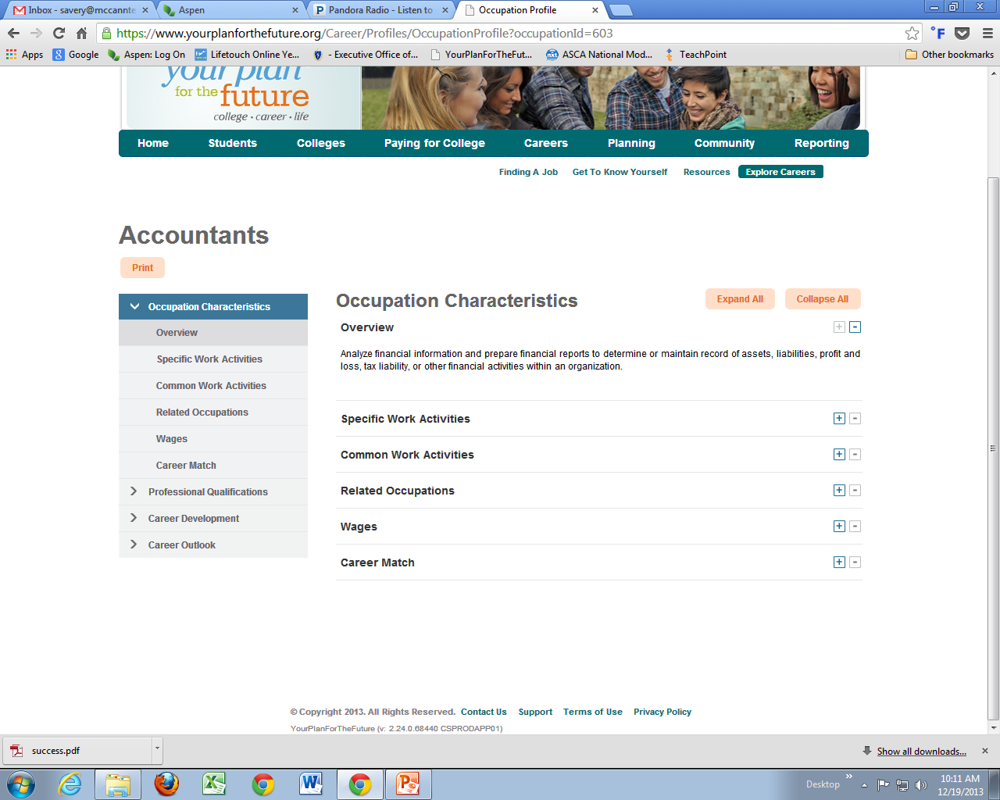 Inbox - savery@mccannte
Aspen
Pandora Radio - Listen to
Occupation Profile
https://www.yourplanforthefuture.org/Career/Profiles/OccupationProfile?occupationId=603
°F
Apps
Google
Aspen: Log On
Lifetouch Online Ye...
- Executive Office of...
YourPlanForTheFut...
ASCA National Mod...
TeachPoint
Other bookmarks
your plan
for the future
college • career • life
Home Students Colleges Paying for College Careers Planning Community Reporting
Finding A Job Get To Know Yourself Resources Explore Careers
Accountants
Print
Occupation Characteristics
Overview
Specific Work Activities
Common Work Activities
Related Occupations
Wages
Career Match
Professional Qualifications
Career Development
Career Outlook
Occupation Characteristics
Expand All Collapse All
Overview
Analyze financial information and prepare financial reports to determine or maintain record of assets, liabilities, profit and
loss, tax liability, or other financial activities within an organization.
Specific Work Activities
Common Work Activities
Related Occupations
Wages
Career Match
© Copyright 2013. All Rights Reserved. Contact Us Support Terms of Use Privacy Policy
YourPlanForTheFuture (v: 2.24.0.68440 CSPRODAPP01)
success.pdf
Show all downloads...
Desktop
10:11 AM
12/19/2013